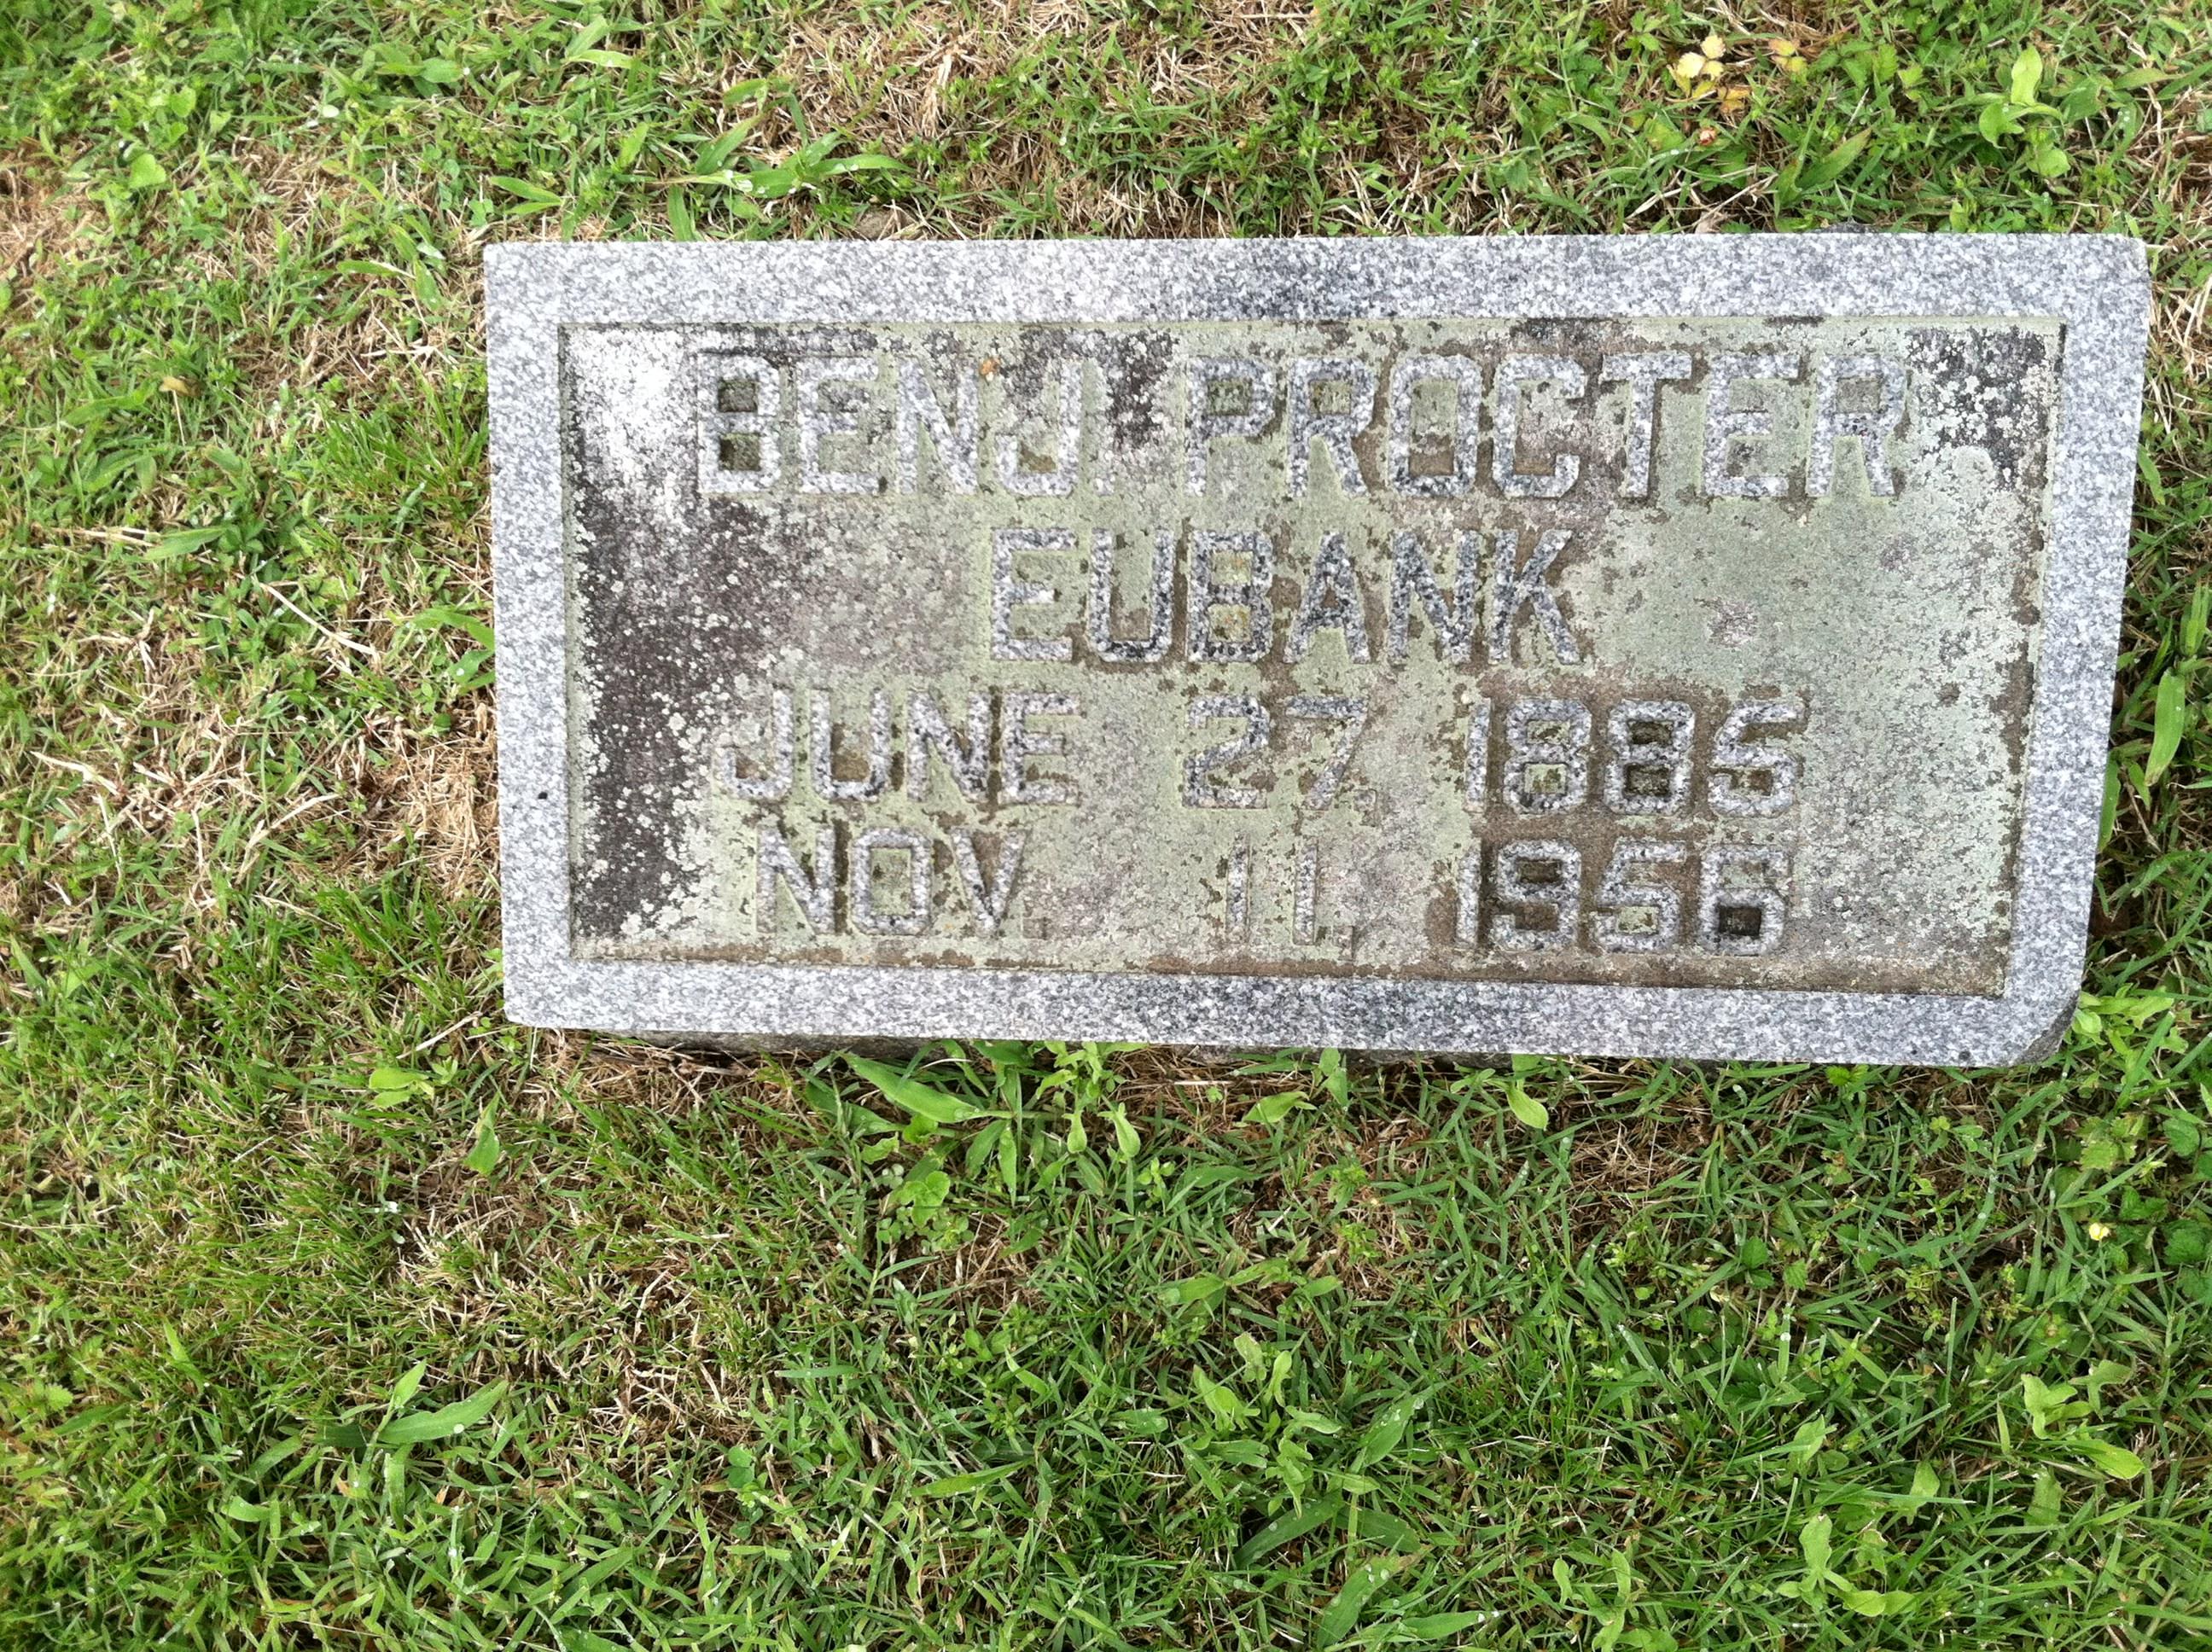 BENJ. PROCTER
EUBANK
JUNE 27, 1885
NOV. 11, 1956